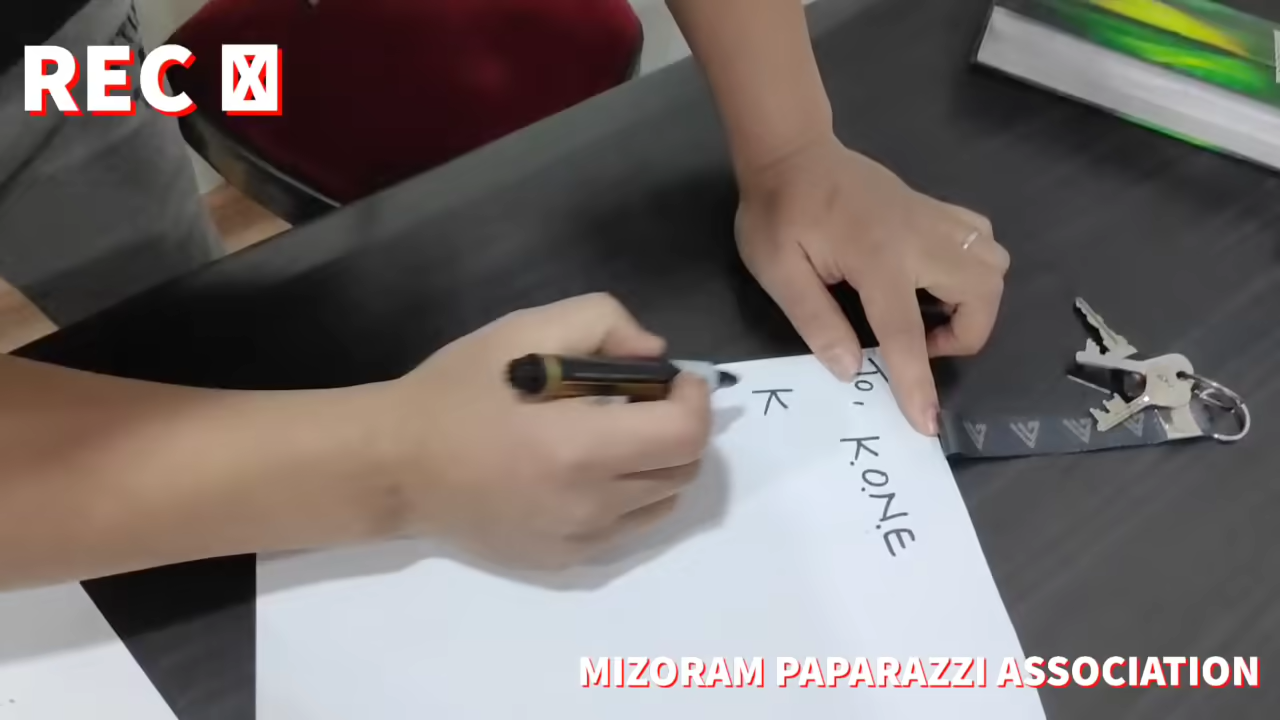 REC
To,
K.O.N.E
K
MIZORAM PAPARAZZI ASSOCIATION